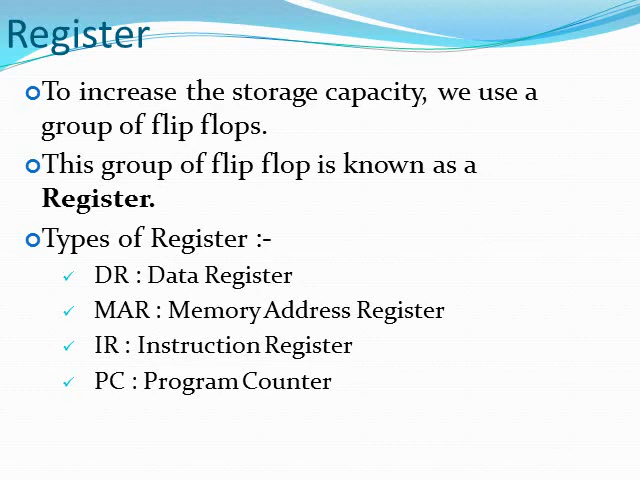 Register
To increase the storage capacity, we use a
group of flip flops.
This group of flip flop is known as a
Register.
Types of Register :-
✓ DR : Data Register
✓ MAR : Memory Address Register
✓ IR : Instruction Register
✓ PC : Program Counter